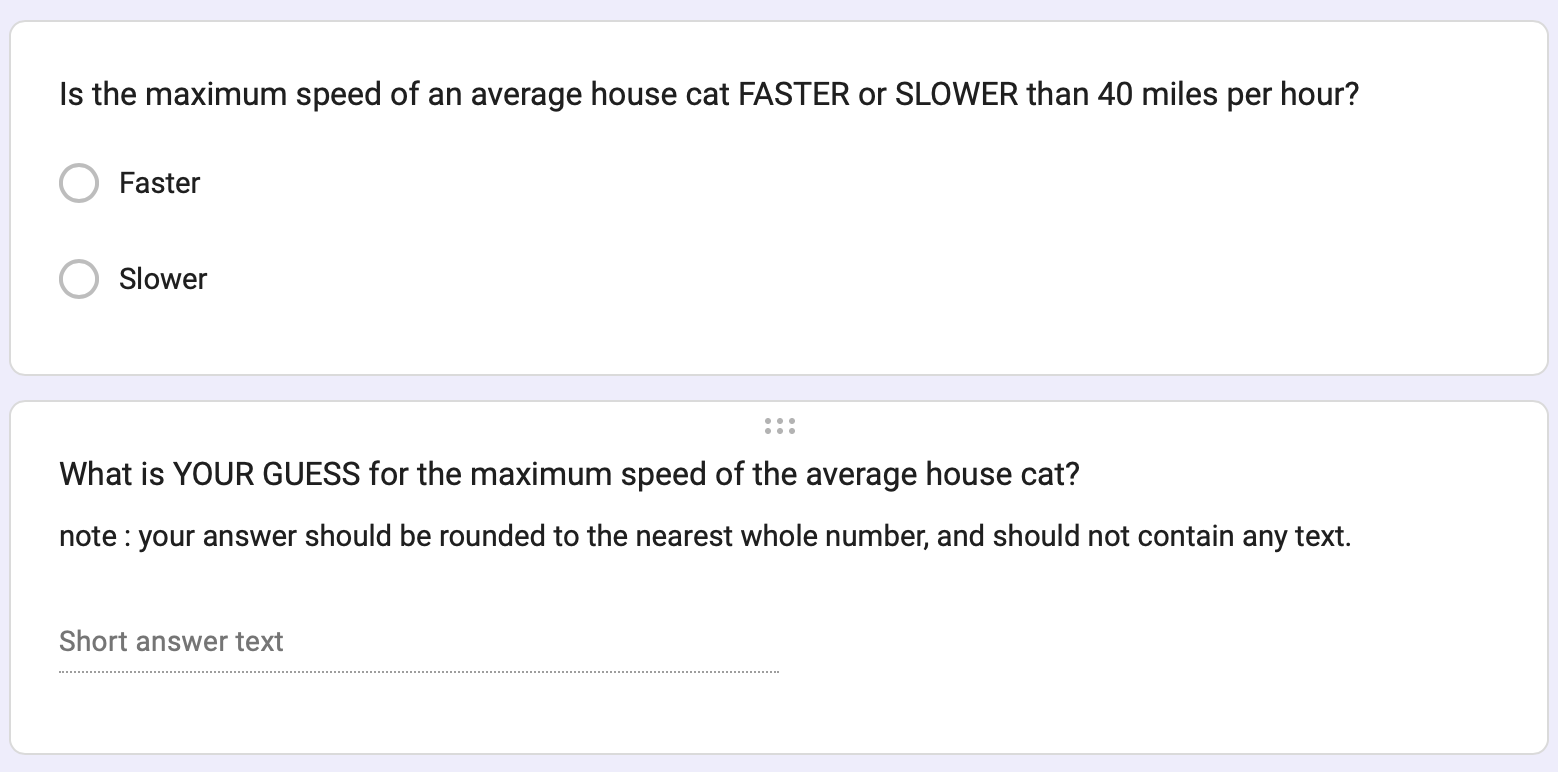 Is the maximum speed of an average house cat FASTER or SLOWER than 40 miles per hour?
Faster
Slower
What is YOUR GUESS for the maximum speed of the average house cat?
note : your answer should be rounded to the nearest whole number, and should not contain any text.
Short answer text